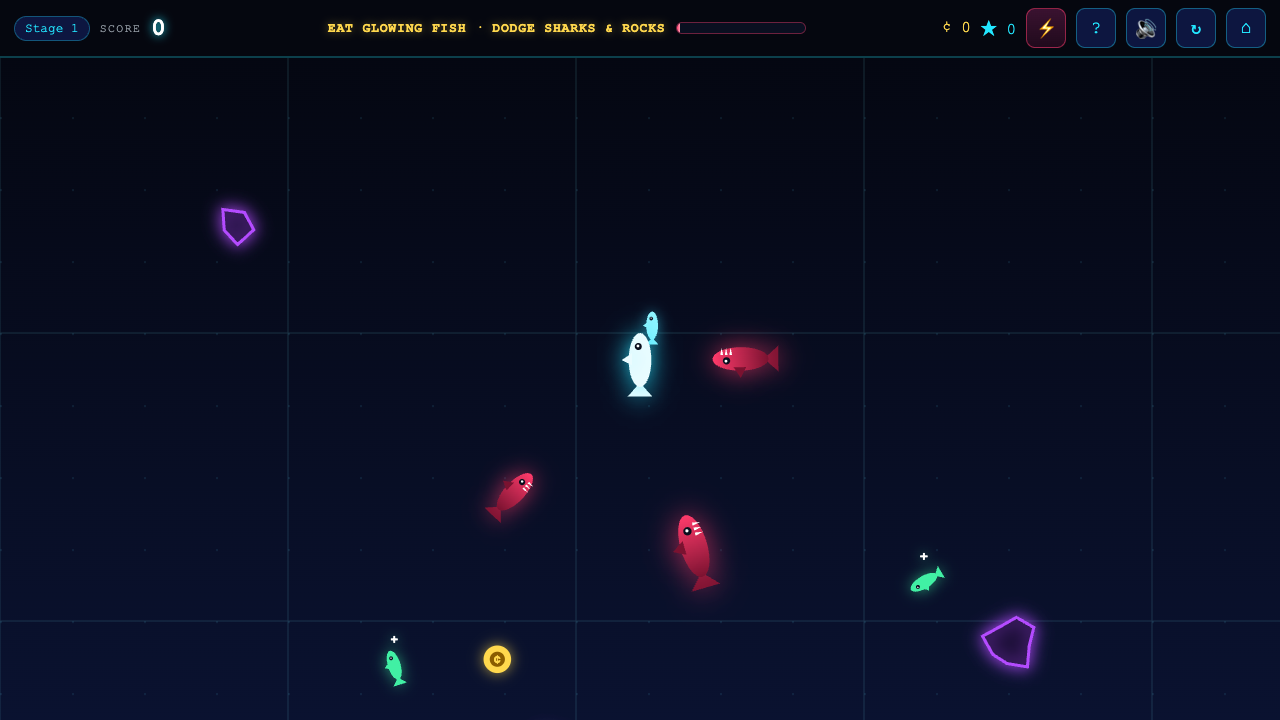 Stage 1 SCORE 0 EAT GLOWING FISH · DODGE SHARKS & ROCKS ¢ 0 ★ 0 ⚡ ? 🔊 ↻ ⌂
+
+
¢